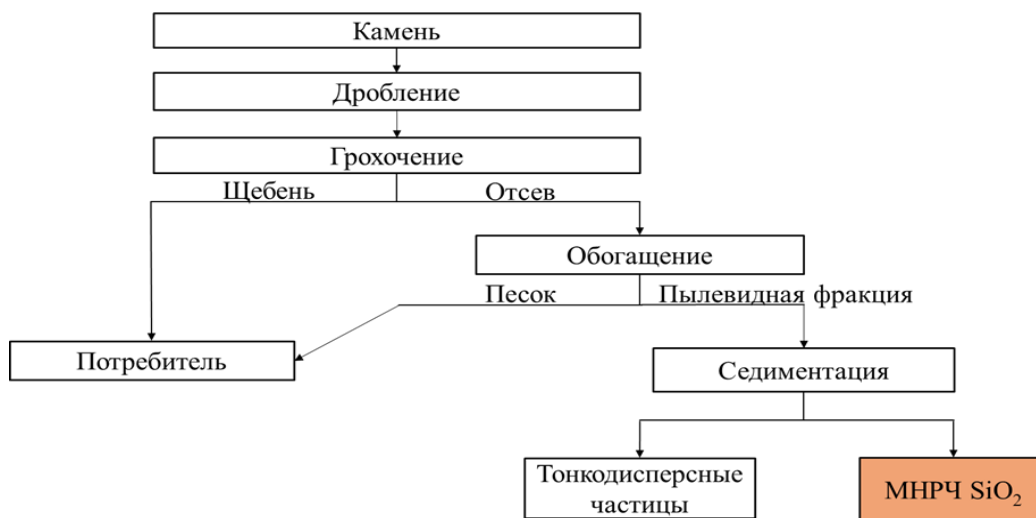 Камень
Дробление
Грохочение
Щебень
Отсев
Обогащение
Песок
Пылевидная фракция
Потребитель
Седиментация
Тонкодисперсные
частицы
МНРЧ SiO₂